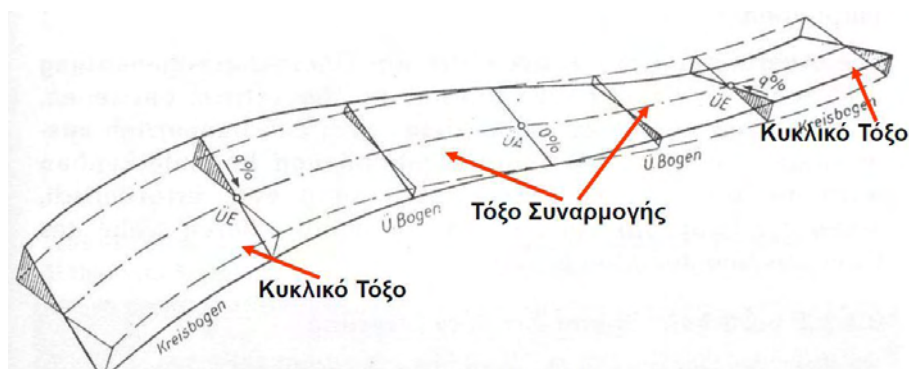 q%
ÜE
Kreisbogen
Κυκλικό Τόξο
Ü.Bogen
ÜA
0%
Τόξο Συναρμογής
Ü.Bogen
q%
ÜE
Kreisbogen
Κυκλικό Τόξο